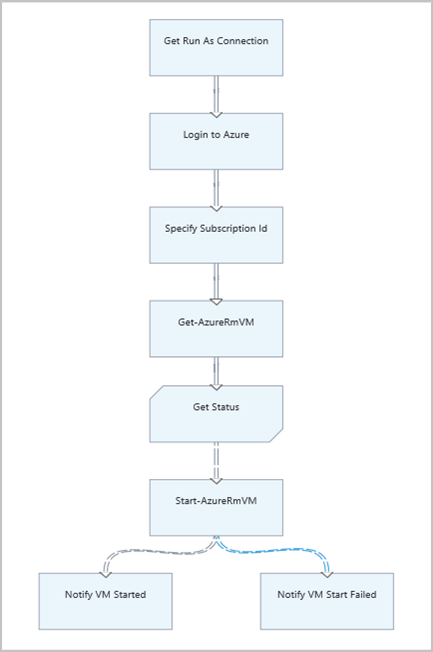 Get Run As Connection
Login to Azure
Specify Subscription Id
Get-AzureRmVM
Get Status
Start-AzureRmVM
Notify VM Started
Notify VM Start Failed